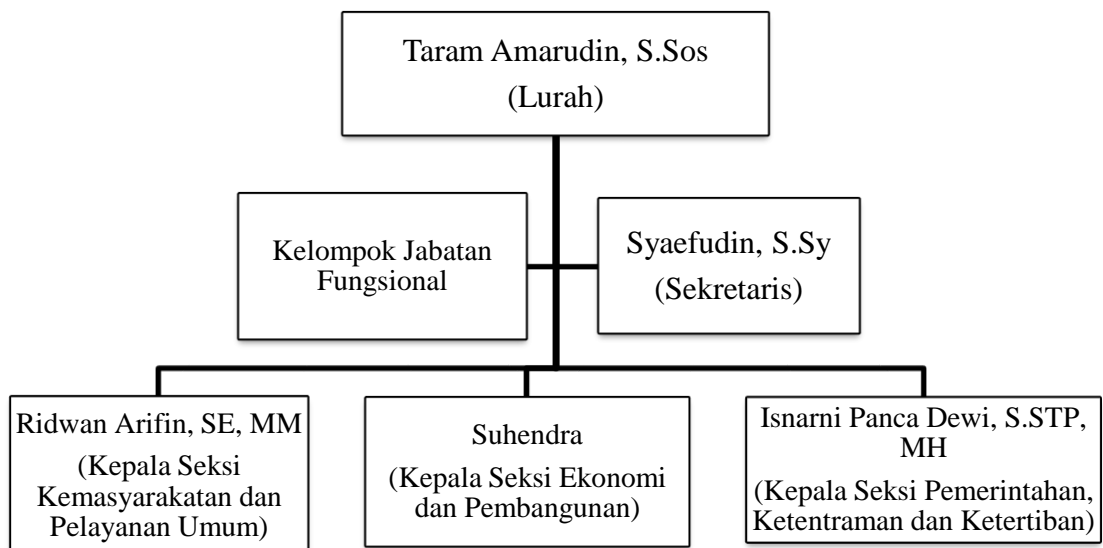 Taram Amarudin, S.Sos
(Lurah)
Kelompok Jabatan
Fungsional
Syaefudin, S.Sy
(Sekretaris)
Ridwan Arifin, SE, MM
(Kepala Seksi
Kemasyarakatan dan
Pelayanan Umum)
Suhendra
(Kepala Seksi Ekonomi
dan Pembangunan)
Isnarni Panca Dewi, S.STP,
MH
(Kepala Seksi Pemerintahan,
Ketentraman dan Ketertiban)